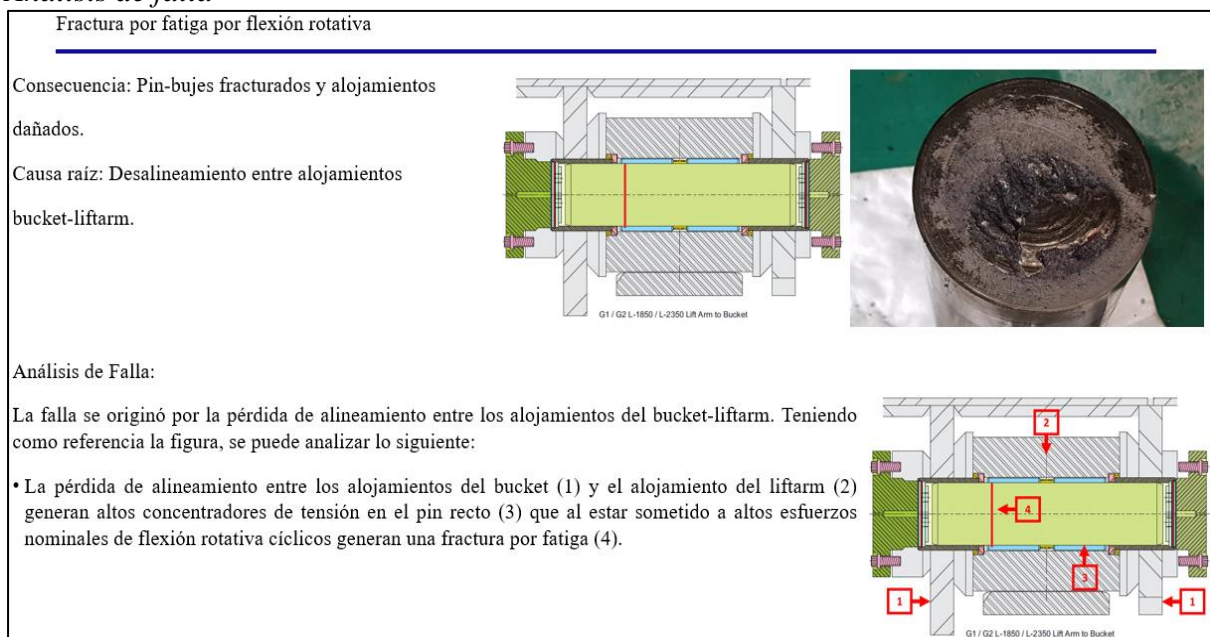 Análisis de falla
Fractura por fatiga por flexión rotativa
Consecuencia: Pin-bujes fracturados y alojamientos
dañados.
Causa raíz: Desalineamiento entre alojamientos
bucket-liftarm.
G1 / G2 L-1850 / L-2350 Lift Arm to Bucket
Análisis de Falla:
La falla se originó por la pérdida de alineamiento entre los alojamientos del bucket-liftarm. Teniendo
como referencia la figura, se puede analizar lo siguiente:
• La pérdida de alineamiento entre los alojamientos del bucket (1) y el alojamiento del liftarm (2)
generan altos concentradores de tensión en el pin recto (3) que al estar sometido a altos esfuerzos
nominales de flexión rotativa cíclicos generan una fractura por fatiga (4).
2
4
3
1
1
G1 / G2 L-1850 / L-2350 Lift Arm to Bucket